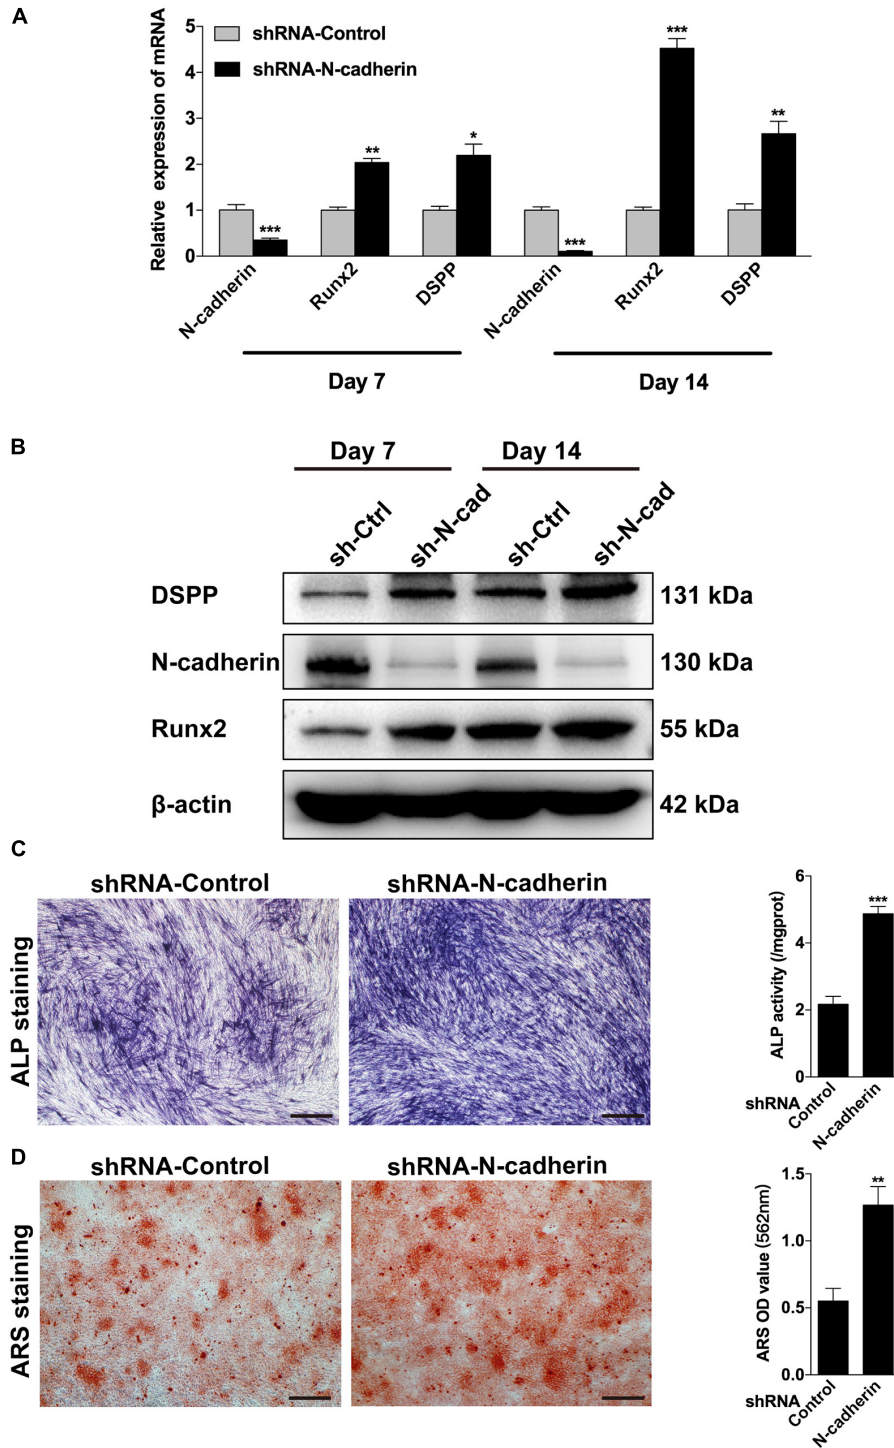 A
Relative expression of mRNA
5
4
3
2
1
0
shRNA-Control
shRNA-N-cadherin
***
**
*
***
***
**
N-cadherin
Runx2
DSPP
N-cadherin
Runx2
DSPP
Day 7
Day 14
B
Day 7
Day 14
sh-Ctrl
sh-N-cad
sh-Ctrl
sh-N-cad
DSPP
131 kDa
N-cadherin
130 kDa
Runx2
55 kDa
β-actin
42 kDa
C
shRNA-Control
shRNA-N-cadherin
ALP staining
ALP activity (/mgprot)
6
4
2
0
***
shRNA
Control
N-cadherin
D
shRNA-Control
shRNA-N-cadherin
ARS staining
ARS OD value (562nm)
1.5
1.0
0.5
0.0
**
shRNA
Control
N-cadherin